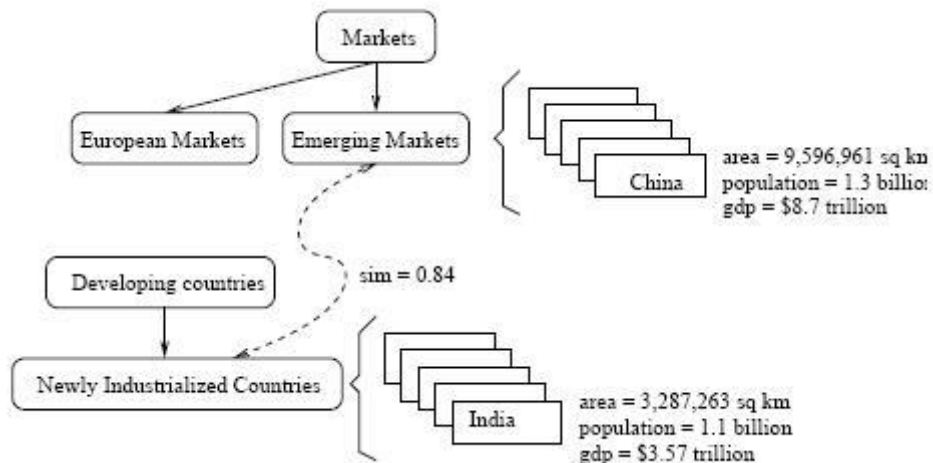 Markets
European Markets
Emerging Markets
China
area = 9,596,961 sq km
population = 1.3 billio
gdp = $8.7 trillion
sim = 0.84
Developing countries
Newly Industrialized Countries
India
area = 3,287,263 sq km
population = 1.1 billion
gdp = $3.57 trillion